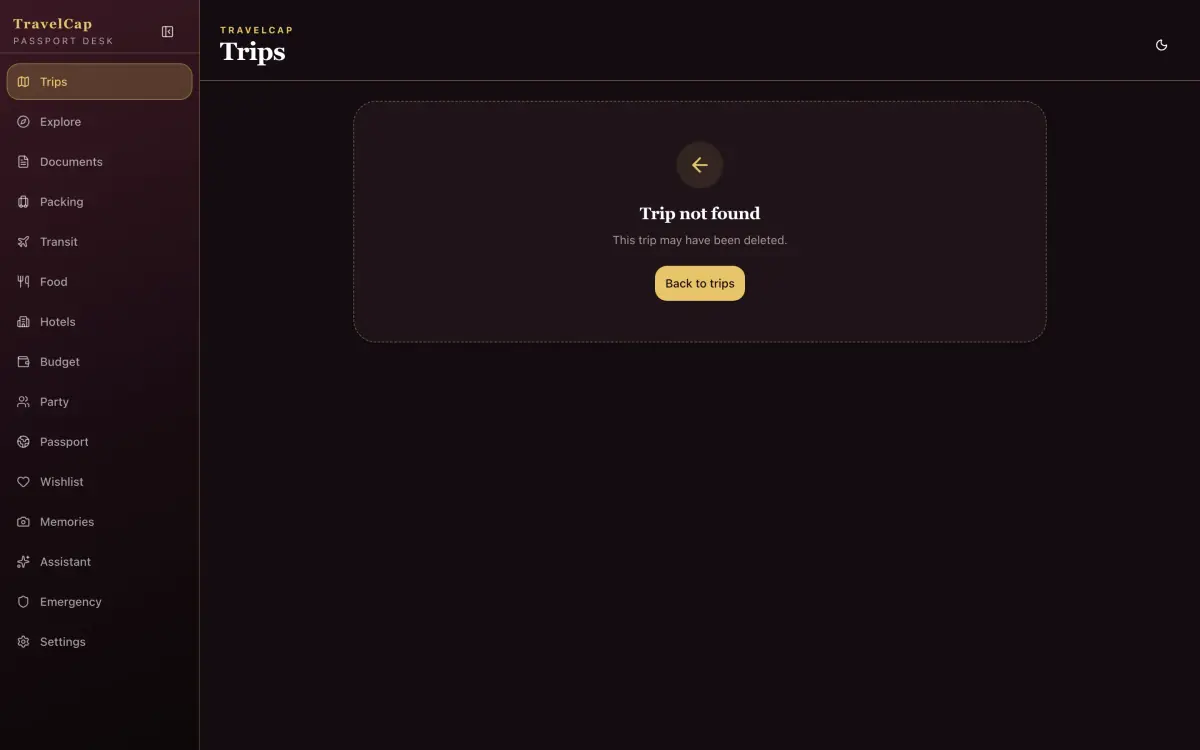 TravelCap
PASSPORT DESK
Trips
Explore
Documents
Packing
Transit
Food
Hotels
Budget
Party
Passport
Wishlist
Memories
Assistant
Emergency
Settings
TRAVELCAP
Trips
Trip not found
This trip may have been deleted.
Back to trips